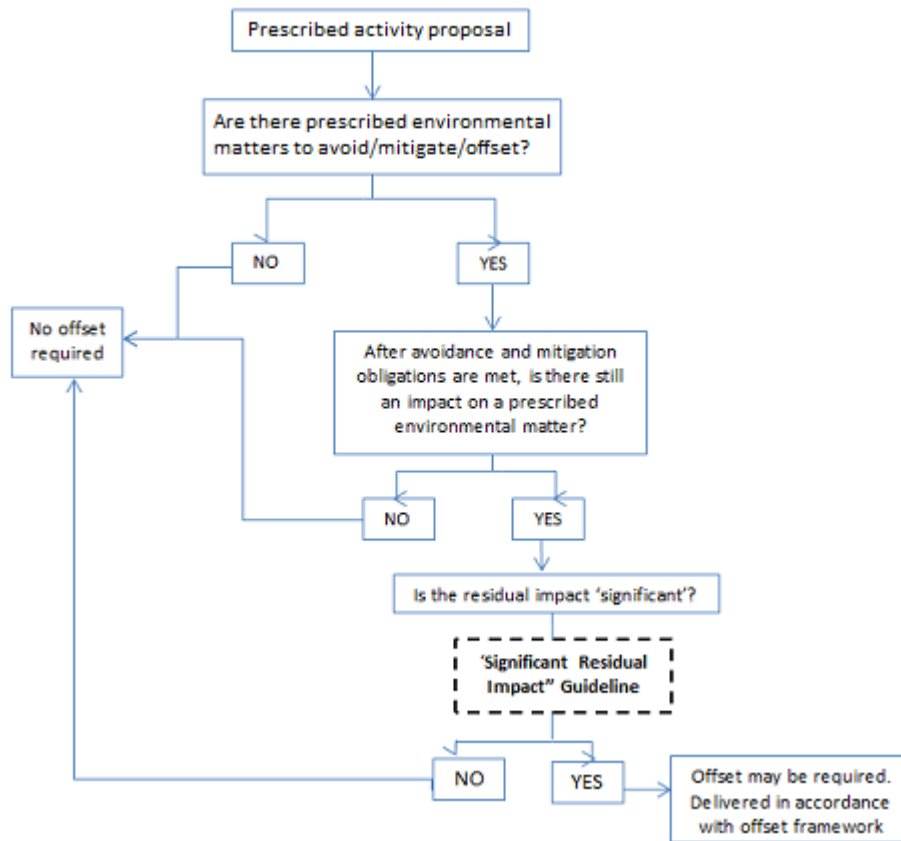 Prescribed activity proposal
Are there prescribed environmental
matters to avoid/mitigate/offset?
NO
YES
No offset
required
After avoidance and mitigation
obligations are met, is there still
an impact on a prescribed
environmental matter?
NO
YES
Is the residual impact ‘significant’?
‘Significant Residual
Impact” Guideline
NO
YES
Offset may be required.
Delivered in accordance
with offset framework